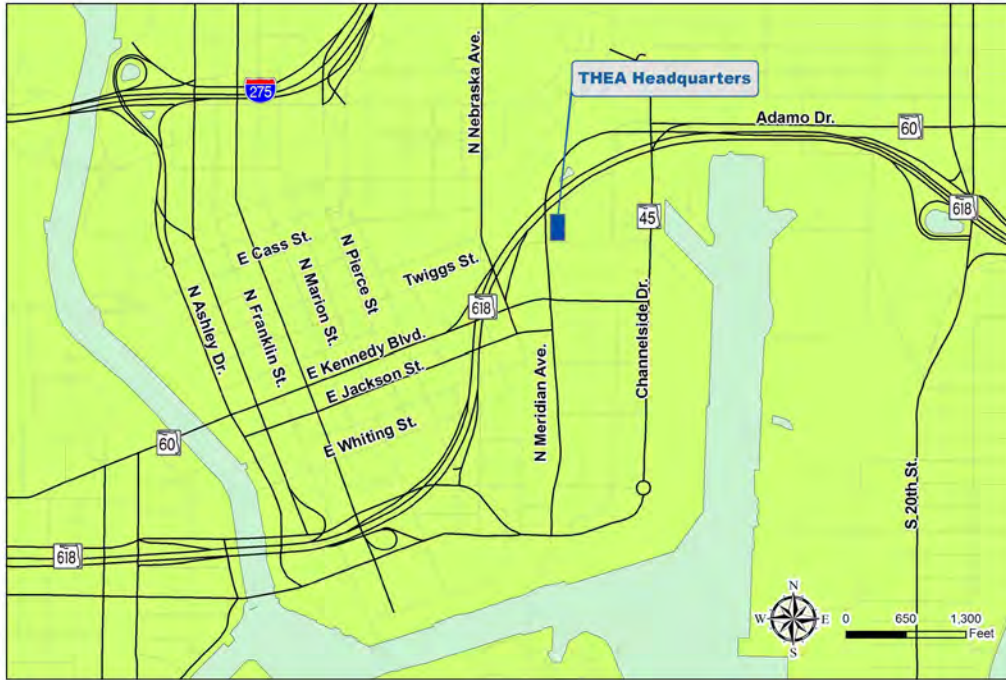 275
N Nebraska Ave.
THEA Headquarters
Adamo Dr.
60
618
45
E Cass St.
N Pierce St
N Marion St.
Twiggs St.
N Ashley Dr.
N Franklin St.
618
E Kennedy Blvd.
E Jackson St.
N Meridian Ave.
Channelside Dr.
E Whiting St.
60
S 20th St.
618
N
W E
S
0 650 1,300
Feet